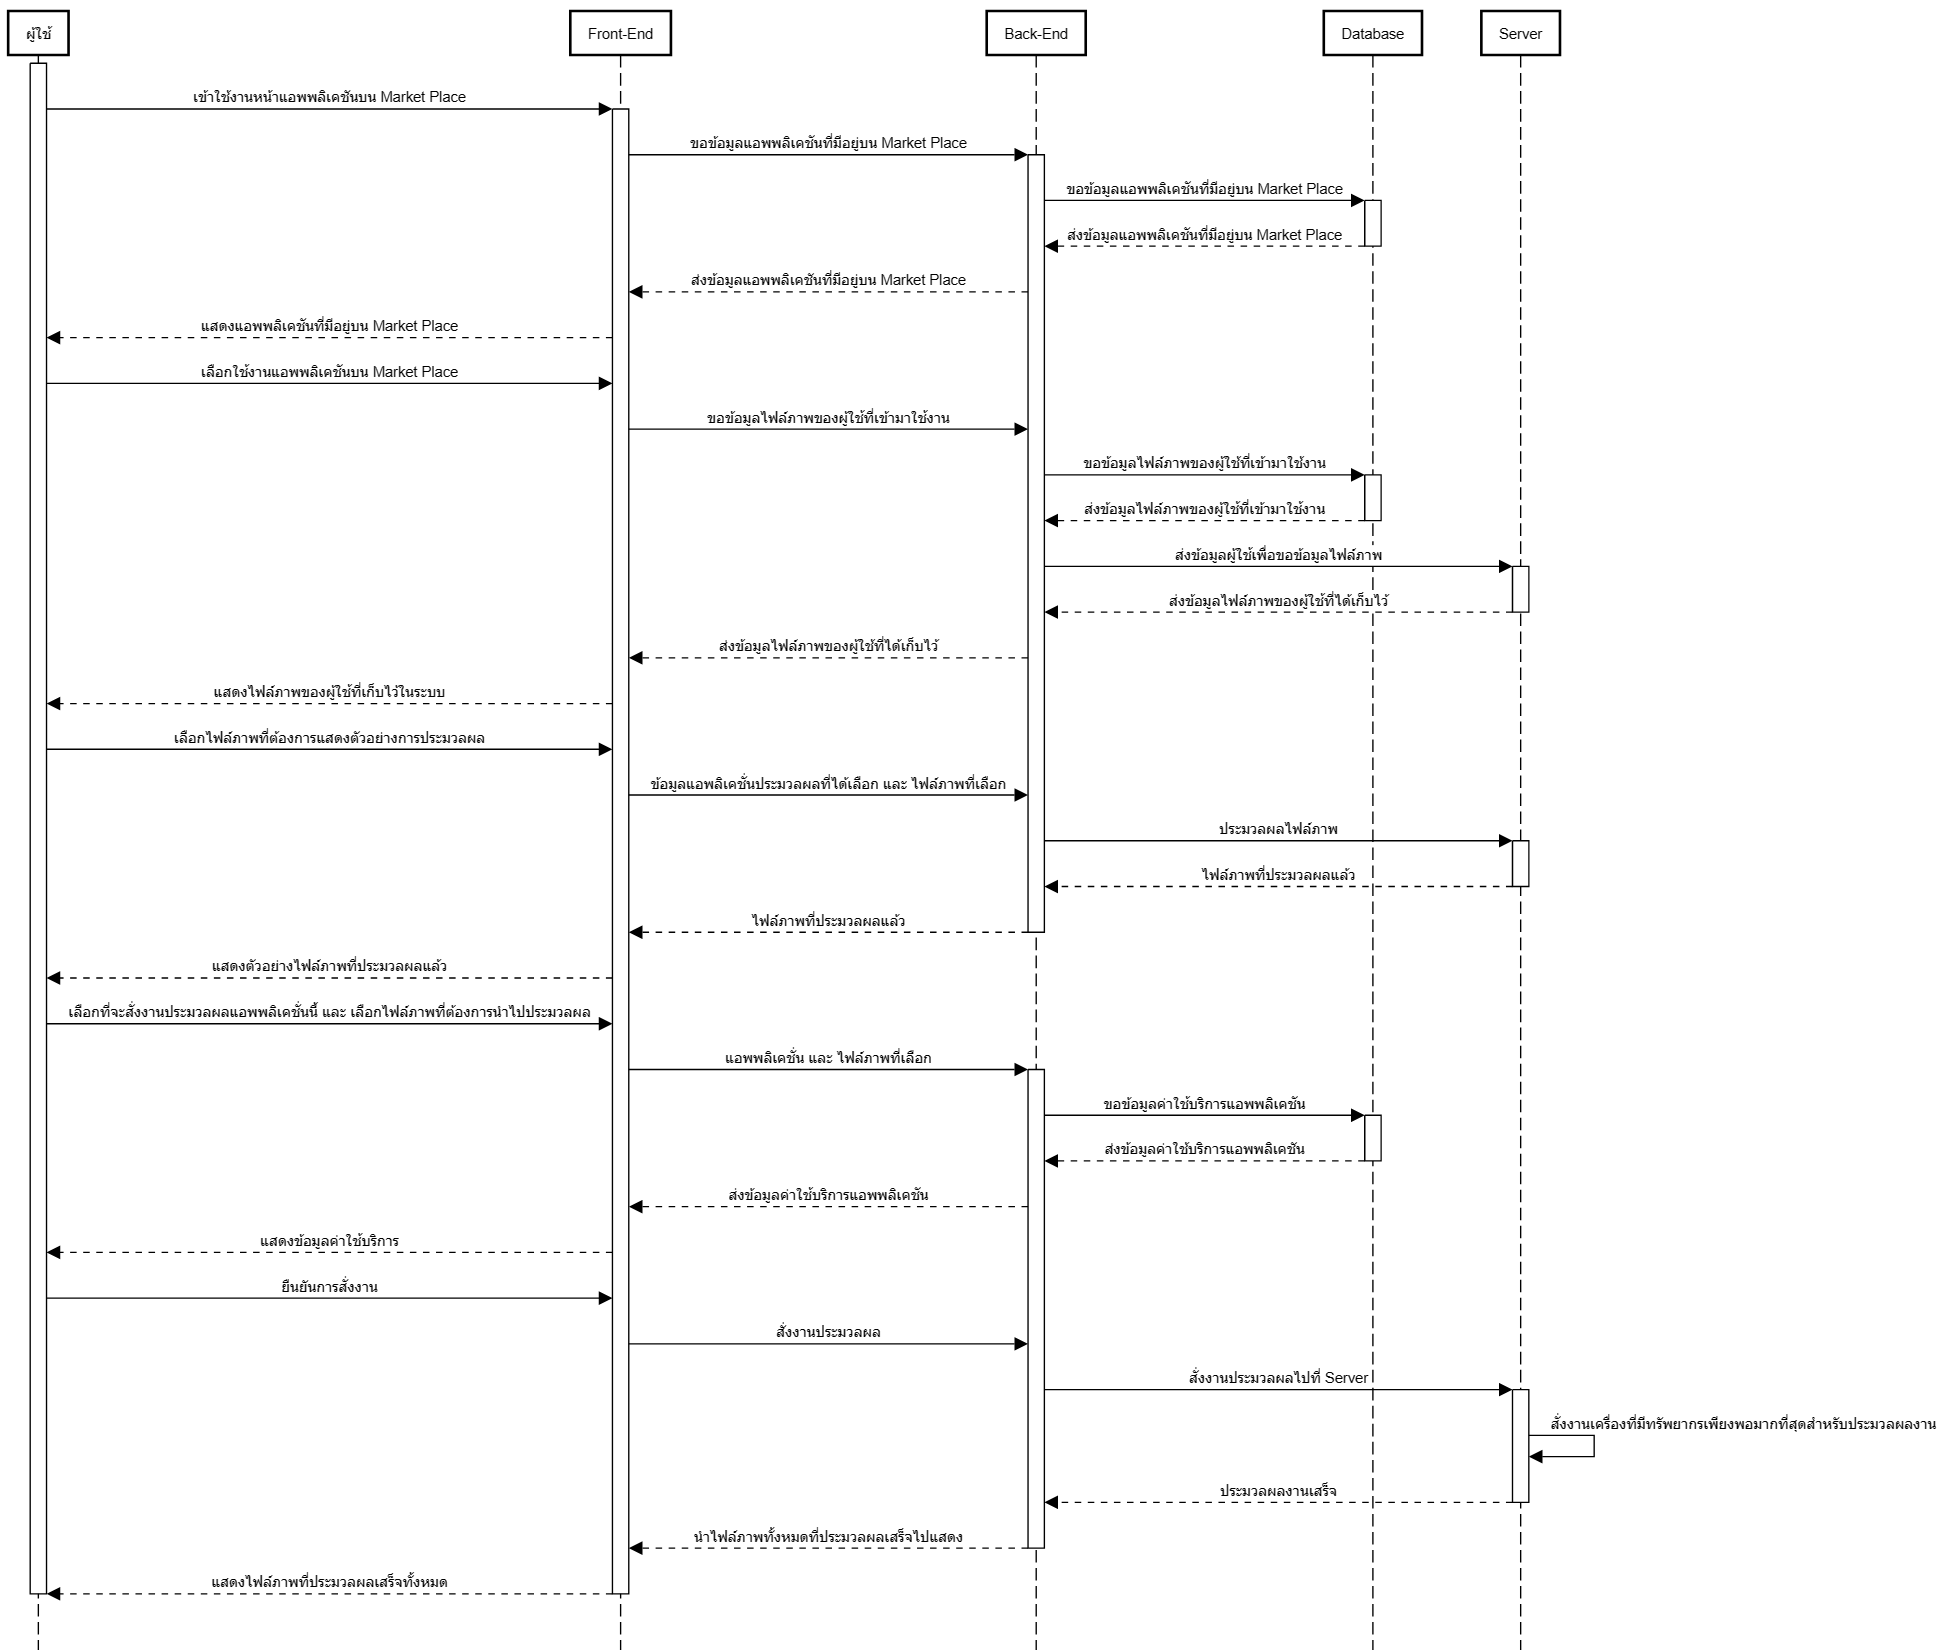 ผู้ใช้
Front-End
Back-End
Database
Server
เข้าใช้งานหน้าแอพพลิเคชันบน Market Place
ขอข้อมูลแอพพลิเคชันที่มีอยู่บน Market Place
ขอข้อมูลแอพพลิเคชันที่มีอยู่บน Market Place
ส่งข้อมูลแอพพลิเคชันที่มีอยู่บน Market Place
ส่งข้อมูลแอพพลิเคชันที่มีอยู่บน Market Place
แสดงแอพพลิเคชันที่มีอยู่บน Market Place
เลือกใช้งานแอพพลิเคชันบน Market Place
ขอข้อมูลไฟล์ภาพของผู้ใช้ที่เข้ามาใช้งาน
ขอข้อมูลไฟล์ภาพของผู้ใช้ที่เข้ามาใช้งาน
ส่งข้อมูลไฟล์ภาพของผู้ใช้ที่เข้ามาใช้งาน
ส่งข้อมูลผู้ใช้เพื่อขอข้อมูลไฟล์ภาพ
ส่งข้อมูลไฟล์ภาพของผู้ใช้ที่ได้เก็บไว้
ส่งข้อมูลไฟล์ภาพของผู้ใช้ที่ได้เก็บไว้
แสดงไฟล์ภาพของผู้ใช้ที่เก็บไว้ในระบบ
เลือกไฟล์ภาพที่ต้องการแสดงตัวอย่างการประมวลผล
ข้อมูลแอพลิเคชั่นประมวลผลที่ได้เลือก และ ไฟล์ภาพที่เลือก
ประมวลผลไฟล์ภาพ
ไฟล์ภาพที่ประมวลผลแล้ว
ไฟล์ภาพที่ประมวลผลแล้ว
แสดงตัวอย่างไฟล์ภาพที่ประมวลผลแล้ว
เลือกที่จะสั่งงานประมวลผลแอพพลิเคชั่นนี้ และ เลือกไฟล์ภาพที่ต้องการนำไปประมวลผล
แอพพลิเคชั่น และ ไฟล์ภาพที่เลือก
ขอข้อมูลค่าใช้บริการแอพพลิเคชัน
ส่งข้อมูลค่าใช้บริการแอพพลิเคชัน
ส่งข้อมูลค่าใช้บริการแอพพลิเคชัน
แสดงข้อมูลค่าใช้บริการ
ยืนยันการสั่งงาน
สั่งงานประมวลผล
สั่งงานประมวลผลไปที่ Server
สั่งงานเครื่องที่มีทรัพยากรเพียงพอมากที่สุดสำหรับประมวลผลงาน
ประมวลผลงานเสร็จ
นำไฟล์ภาพทั้งหมดที่ประมวลผลเสร็จไปแสดง
แสดงไฟล์ภาพที่ประมวลผลเสร็จทั้งหมด